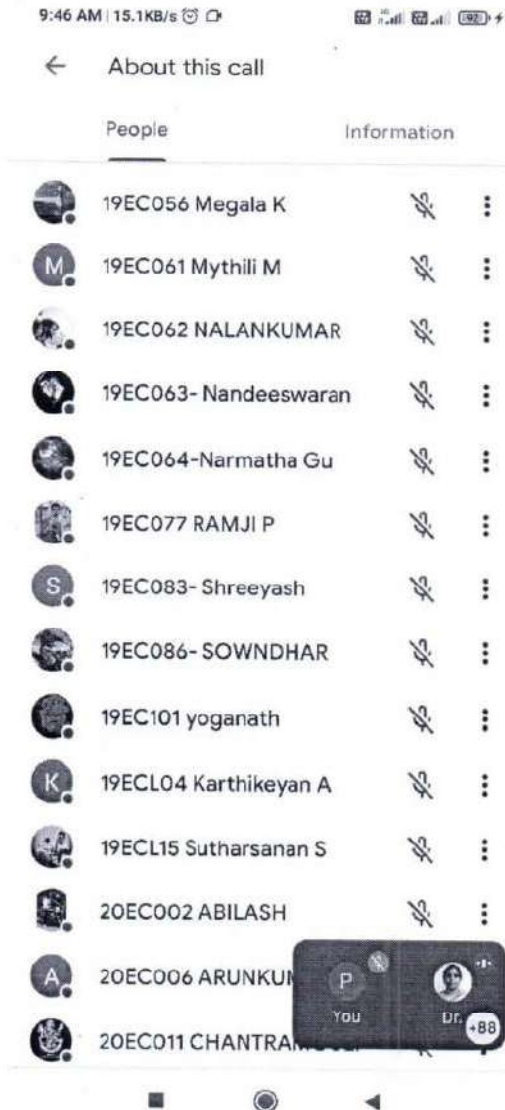 9:46 AM | 15.1KB/s
92
About this call
People
Information
19EC056 Megala K
M
19EC061 Mythili M
19EC062 NALANKUMAR
19EC063- Nandeeswaran
19EC064-Narmatha Gu
19EC077 RAMJI P
S
19EC083- Shreeyash
19EC086- SOWNDHAR
19EC101 yoganath
K
19ECL04 Karthikeyan A
19ECL15 Sutharsanan S
20EC002 ABILASH
A
20EC006 ARUNKU
P
You
Dr.
+88
20EC011 CHANTRAM